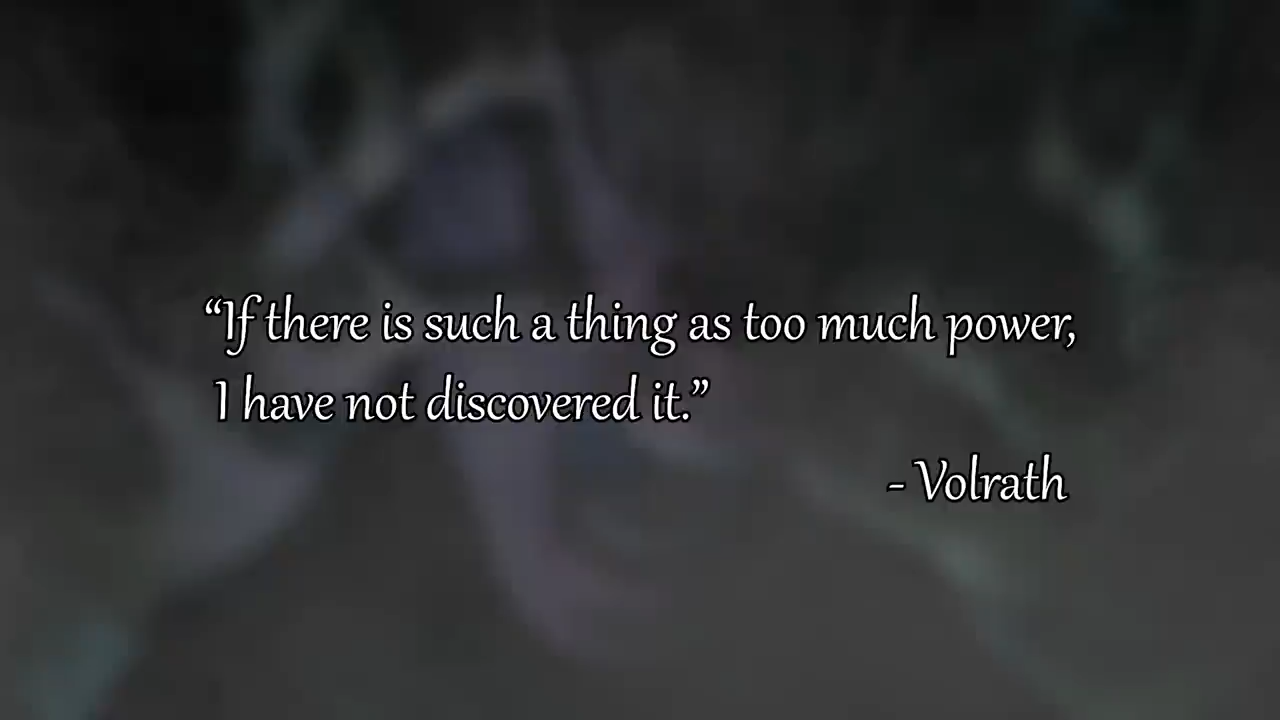 “If there is such a thing as too much power,
I have not discovered it.”
- Volrath